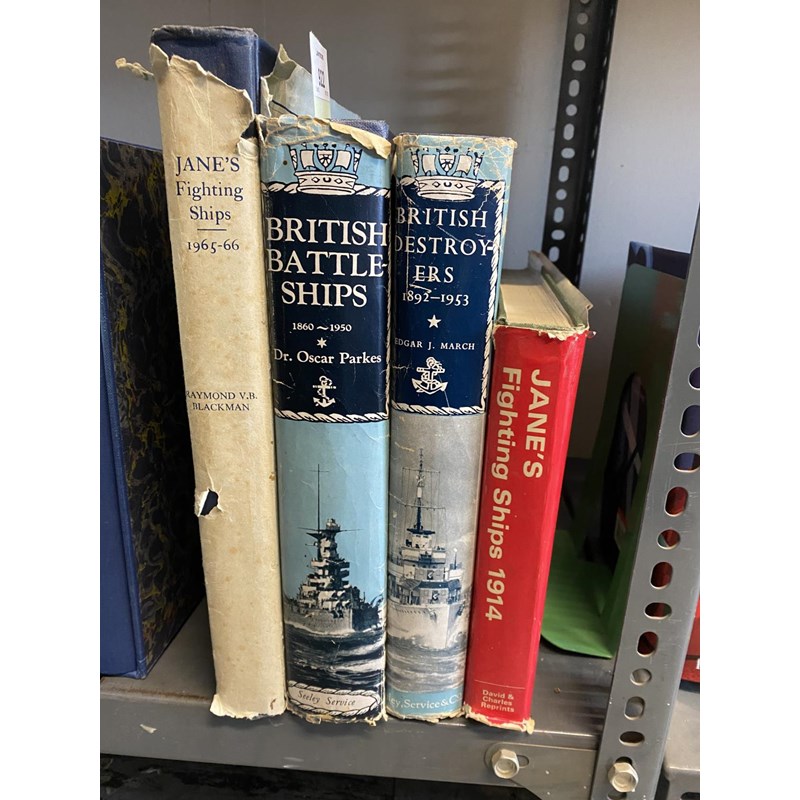 JANE'S
Fighting
Ships
1965-66
RAYMOND V.B.
BLACKMAN
BRITISH
BATTLE-
SHIPS
1860~1950
Dr. Oscar Parkes
Seeley Service
BRITISH
DESTROY-
ERS
1892-1953
EDGAR J. MARCH
Service & Co
JANE'S
Fighting Ships 1914
David &
Charles
Reprints